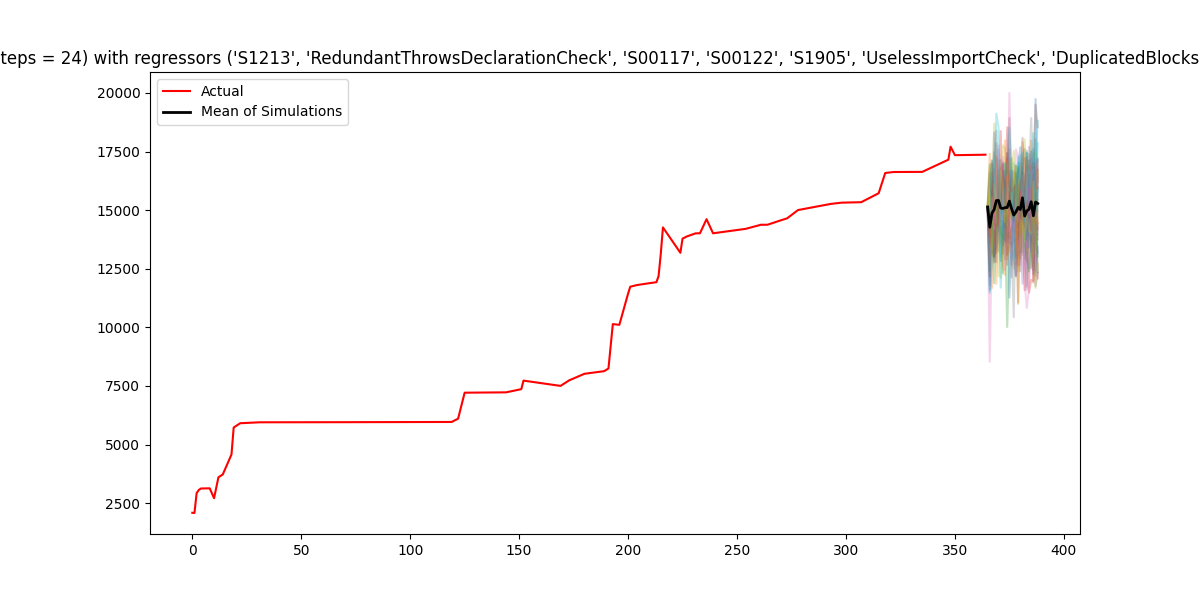 teps = 24) with regressors ('S1213', 'RedundantThrowsDeclarationCheck', 'S00117', 'S00122', 'S1905', 'UselessImportCheck', 'DuplicatedBlocks
Actual
Mean of Simulations
20000
17500
15000
12500
10000
7500
5000
2500
0 50 100 150 200 250 300 350 400